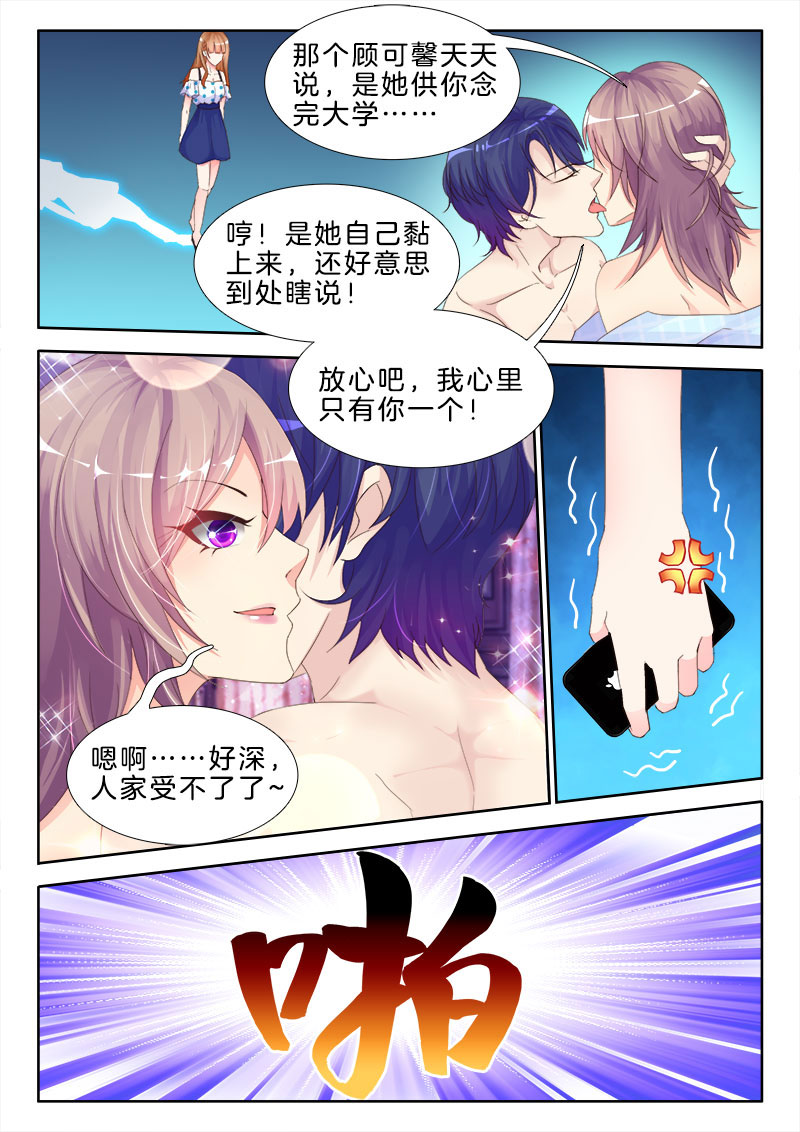 那个顾可馨天天
说，是她供你念
完大学……
哼！是她自己黏
上来，还好意思
到处瞎说！
放心吧，我心里
只有你一个！
嗯啊……好深，
人家受不了了~
啪